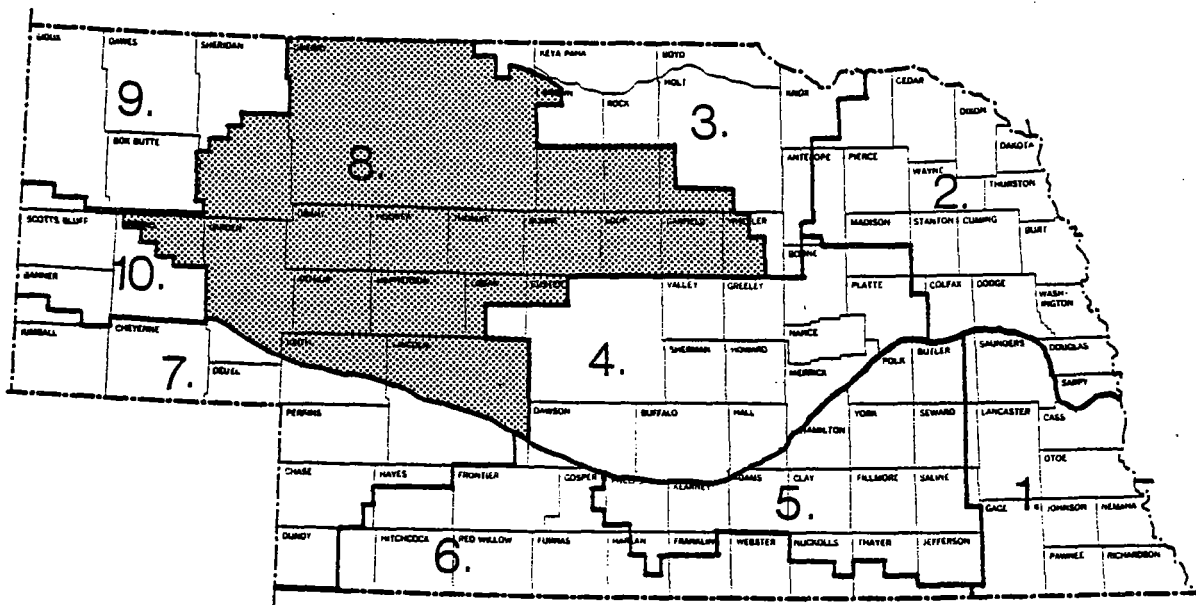 SIOUX
DAWES
SHERIDAN
KEYA PAHA
BOYD
HOLT
KNOX
CEDAR
9.
ROCK
3.
DIXON
BOX BUTTE
8.
ANTELOPE
PIERCE
DAKOTA
WAYNE
THURSTON
2.
SCOTTS BLUFF
GARDEN
GRANT
HOOKER
THOMAS
BLAINE
LOUP
GARFIELD
WHEELER
MADISON
STANTON
CUMING
BURT
BANNER
10.
BOONE
ARTHUR
McPHERSON
LOGAN
CUSTER
VALLEY
GREELEY
PLATTE
COLFAX
DODGE
WASH-
INGTON
KIMBALL
CHEYENNE
NANCE
KEITH
LINCOLN
SHERMAN
HOWARD
MERRICK
POLK
BUTLER
SAUNDERS
DOUGLAS
7.
DEUEL
4.
SARPY
PERKINS
DAWSON
BUFFALO
HALL
HAMILTON
YORK
SEWARD
LANCASTER
CASS
OTOE
CHASE
HAYES
FRONTIER
GOSPER
KEARNEY
ADAMS
CLAY
FILLMORE
SALINE
1.
5.
GAGE
JOHNSON
NEMAHA
DUNDY
HITCHCOCK
RED WILLOW
FURNAS
HARLAN
FRANKLIN
WEBSTER
NUCKOLLS
THAYER
JEFFERSON
6.
PAWNEE
RICHARDSON